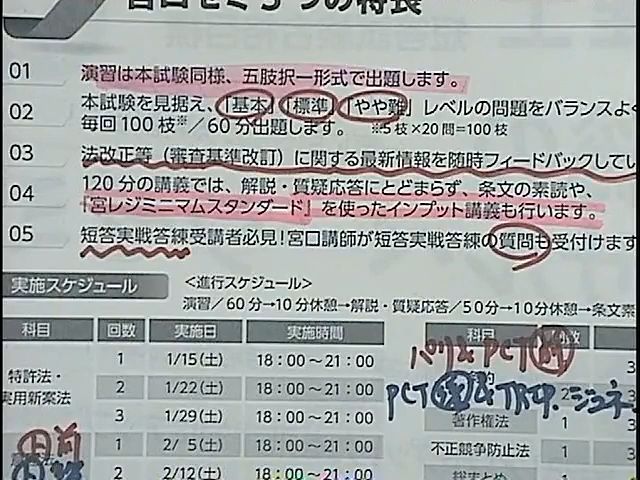 宮口ゼミ5つの特長
01 演習は本試験同様、五肢択一形式で出題します。
02 本試験を見据え、「基本」「標準」「やや難」レベルの問題をバランスよ
毎回100枝※／60分出題します。 ※5枝×20問=100枝
03 法改正等（審査基準改訂）に関する最新情報を随時フィードバックしてい
04 120分の講義では、解説・質疑応答にとどまらず、条文の素読や、
「宮レジミニマムスタンダード」を使ったインプット講義も行います。
05 短答実戦答練受講者必見！宮口講師が短答実戦答練の質問も受付けます
実施スケジュール
＜進行スケジュール＞
演習／60分→10分休憩→解説・質疑応答／50分→10分休憩→条文素
科目 回数 実施日 実施時間 科目
特許法・
実用新案法
1 1/15(土) 18：00～21：00
2 1/22(土) 18：00～21：00
3 1/29(土) 18：00～21：00
1 2/ 5(土) 18：00～21：00
2 2/12(土) 18：00～21：00
パリ& PCT
PCT & TRIP. ジュネ
著作権法 1 3
不正競争防止法 1 3
総まとめ 1 3